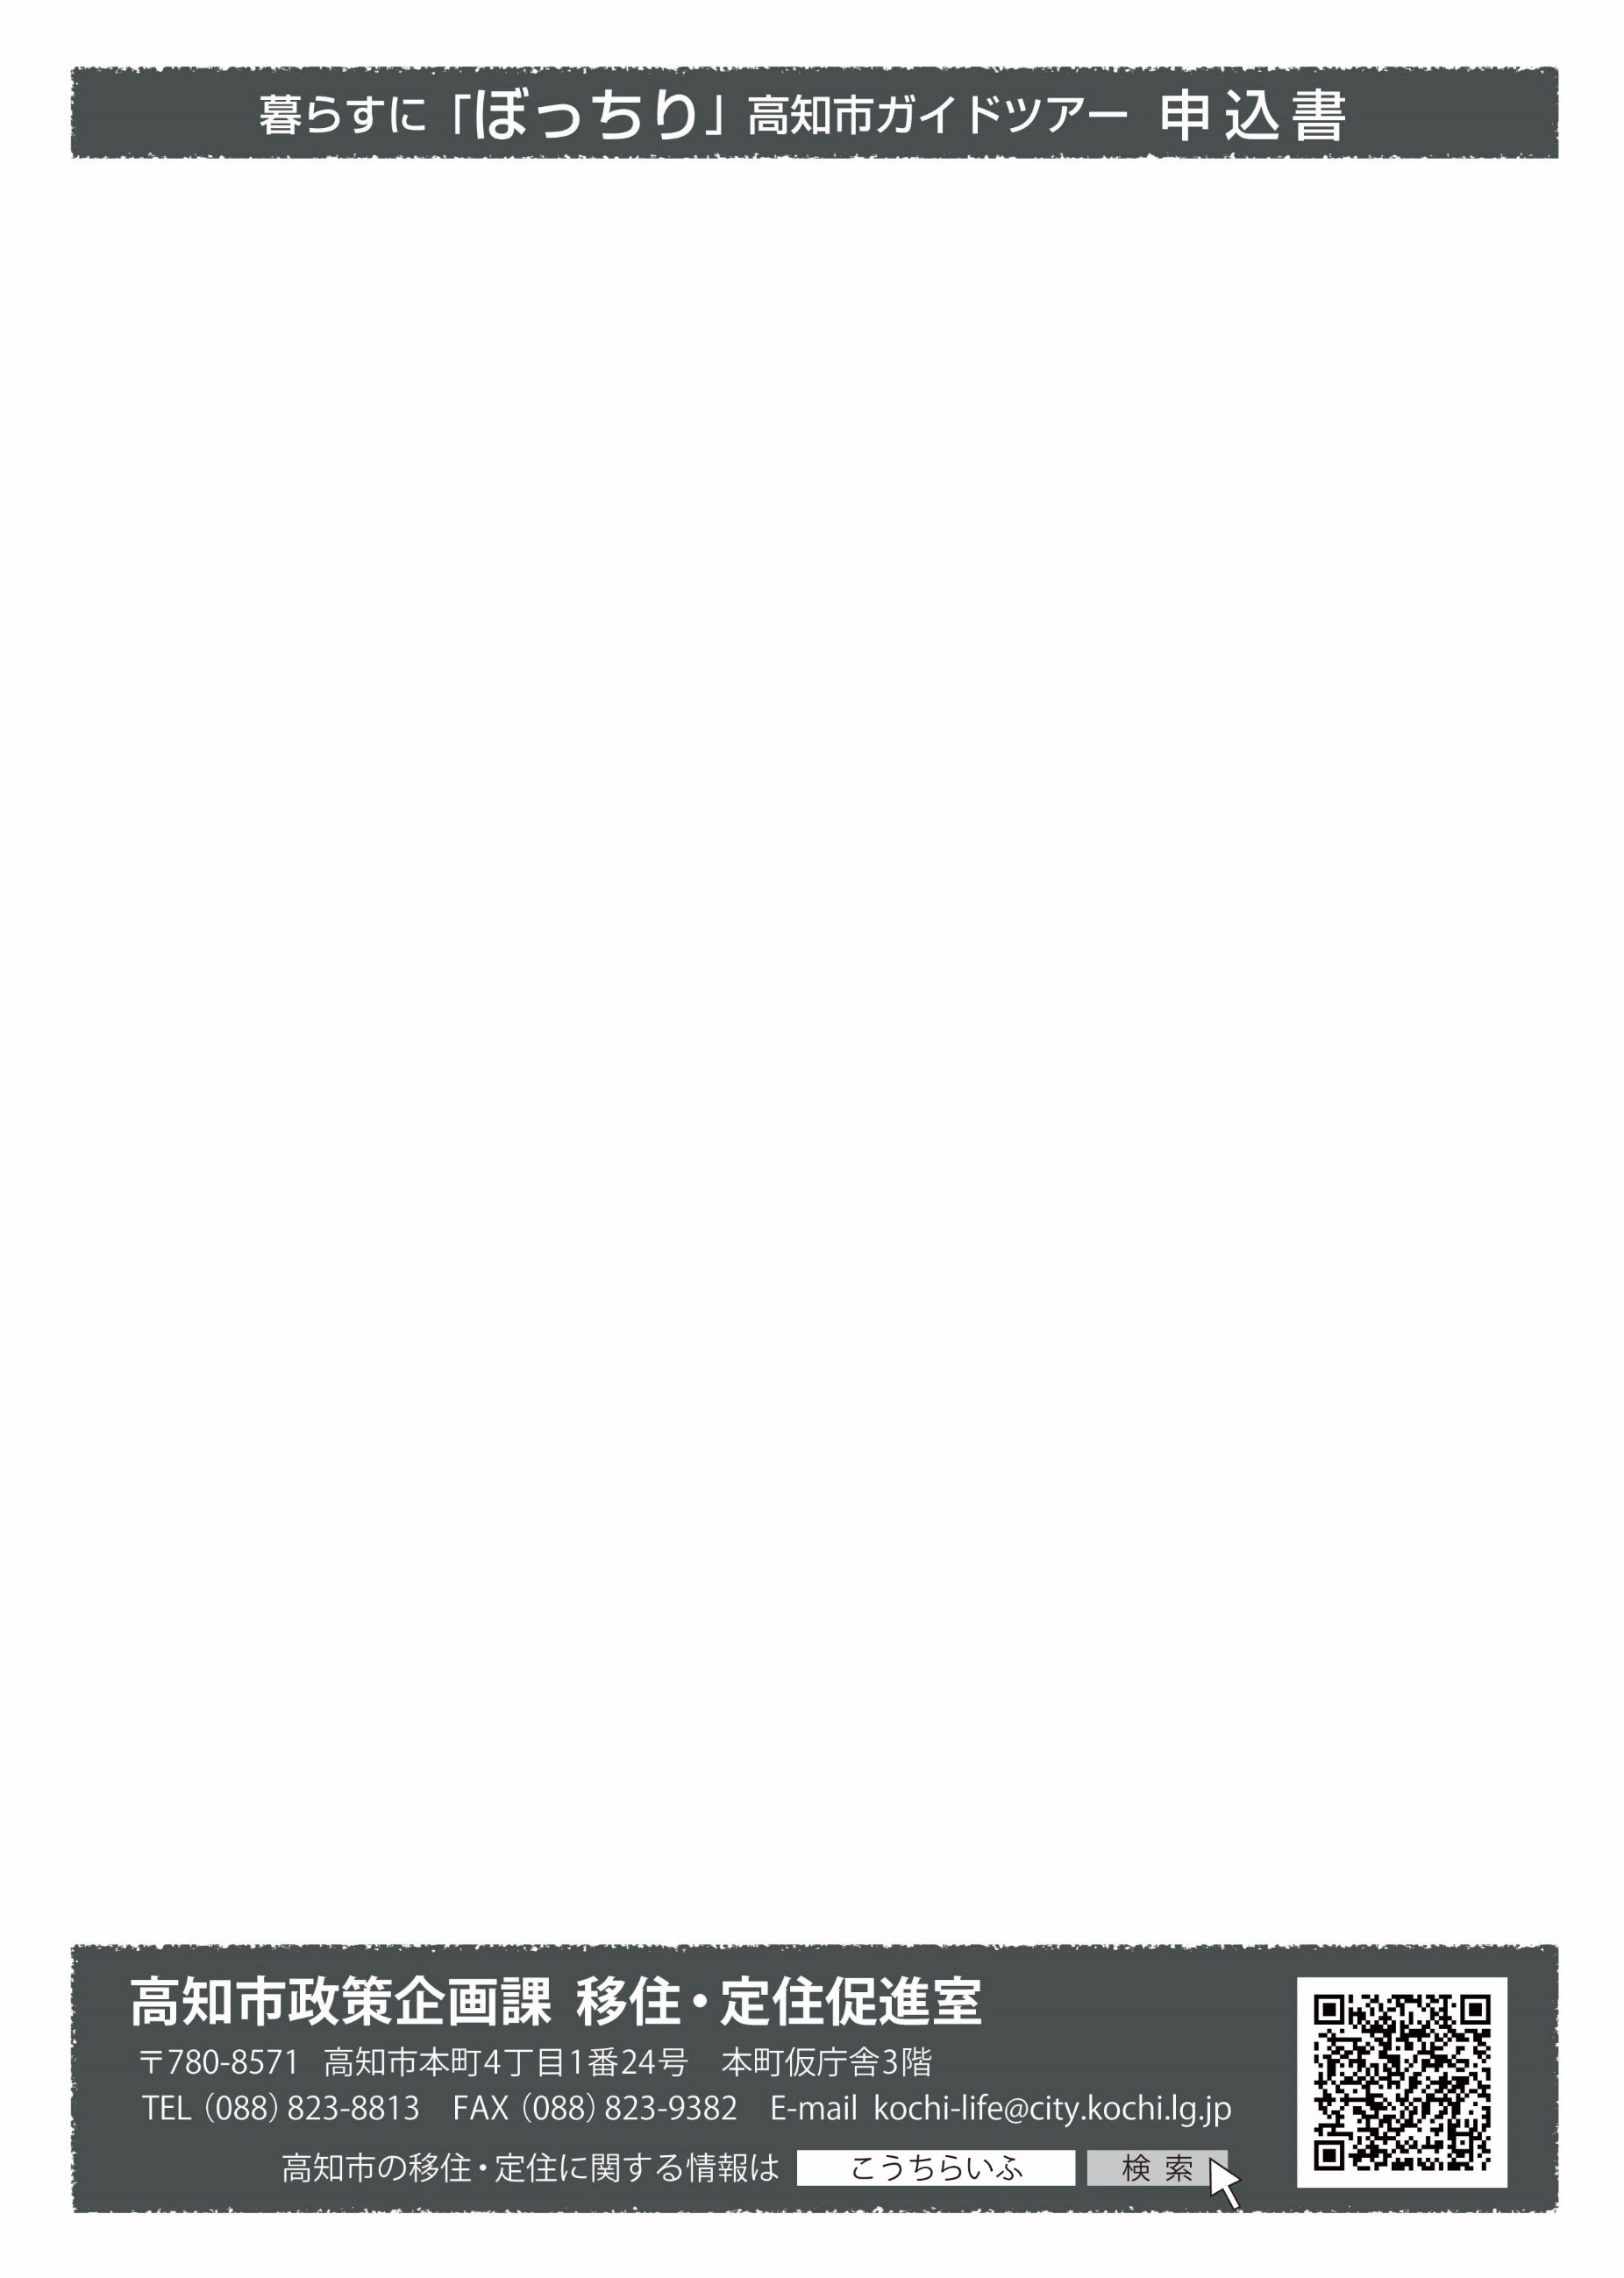 暮らすに「ばっちり」高知市ガイドツアー 申込書
高知市政策企画課 移住・定住促進室
〒780-8571 高知市本町4丁目1番24号 本町仮庁舎3階
TEL（088）823-8813 FAX（088）823-9382 E-mail kochi-life@city.kochi.lg.jp
高知市の移住・定住に関する情報は こうちらいふ 検索